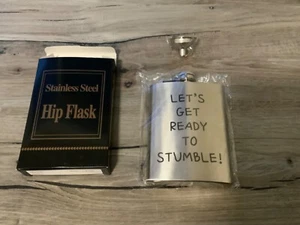 Stainless Steel
Hip Flask
LET'S
GET
READY
TO
STUMBLE!